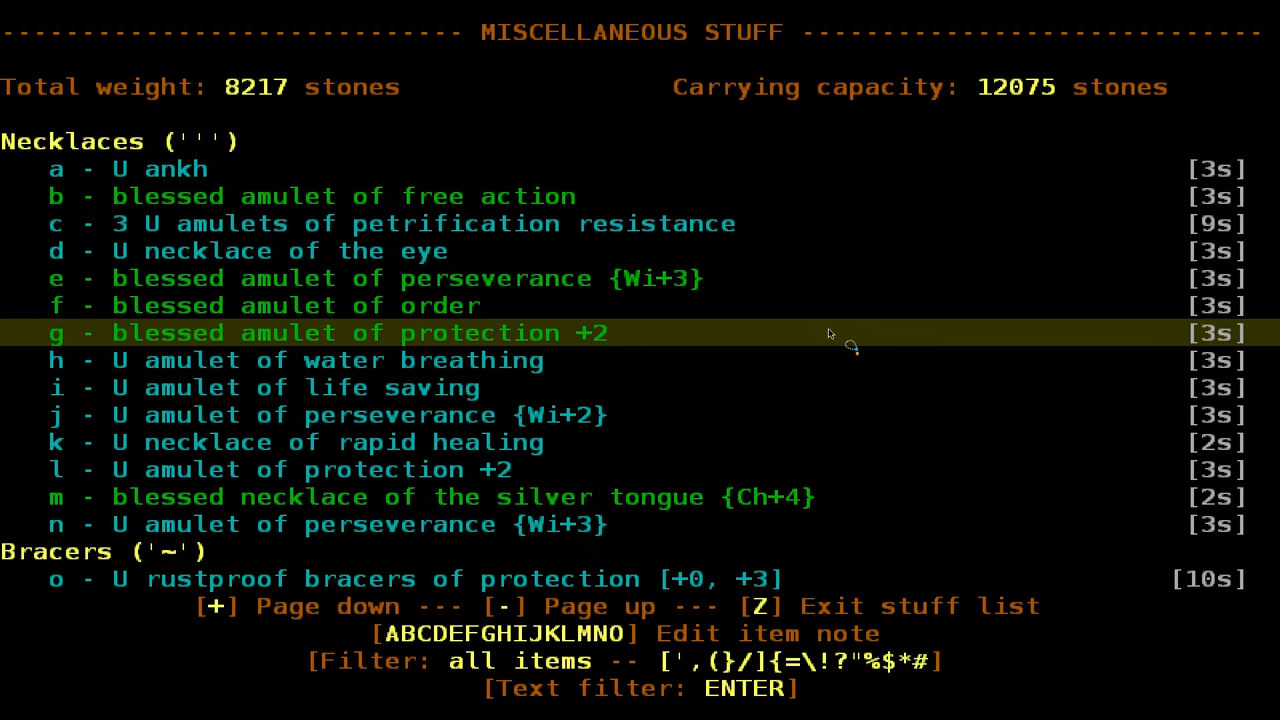 ----------------------------- MISCELLANEOUS STUFF -----------------------------
Total weight: 8217 stones Carrying capacity: 12075 stones
Necklaces (''')
a - U ankh [3s]
b - blessed amulet of free action [3s]
c - 3 U amulets of petrification resistance [9s]
d - U necklace of the eye [3s]
e - blessed amulet of perseverance {Wi+3} [3s]
f - blessed amulet of order [3s]
g - blessed amulet of protection +2 [3s]
h - U amulet of water breathing [3s]
i - U amulet of life saving [3s]
j - U amulet of perseverance {Wi+2} [3s]
k - U necklace of rapid healing [2s]
l - U amulet of protection +2 [3s]
m - blessed necklace of the silver tongue {Ch+4} [2s]
n - U amulet of perseverance {Wi+3} [3s]
Bracers ('~')
o - U rustproof bracers of protection [+0, +3] [10s]
[+] Page down --- [-] Page up --- [Z] Exit stuff list
[ABCDEFGHIJKLMNO] Edit item note
[Filter: all items -- [',(}/]{=\!?"%$*#]
[Text filter: ENTER]